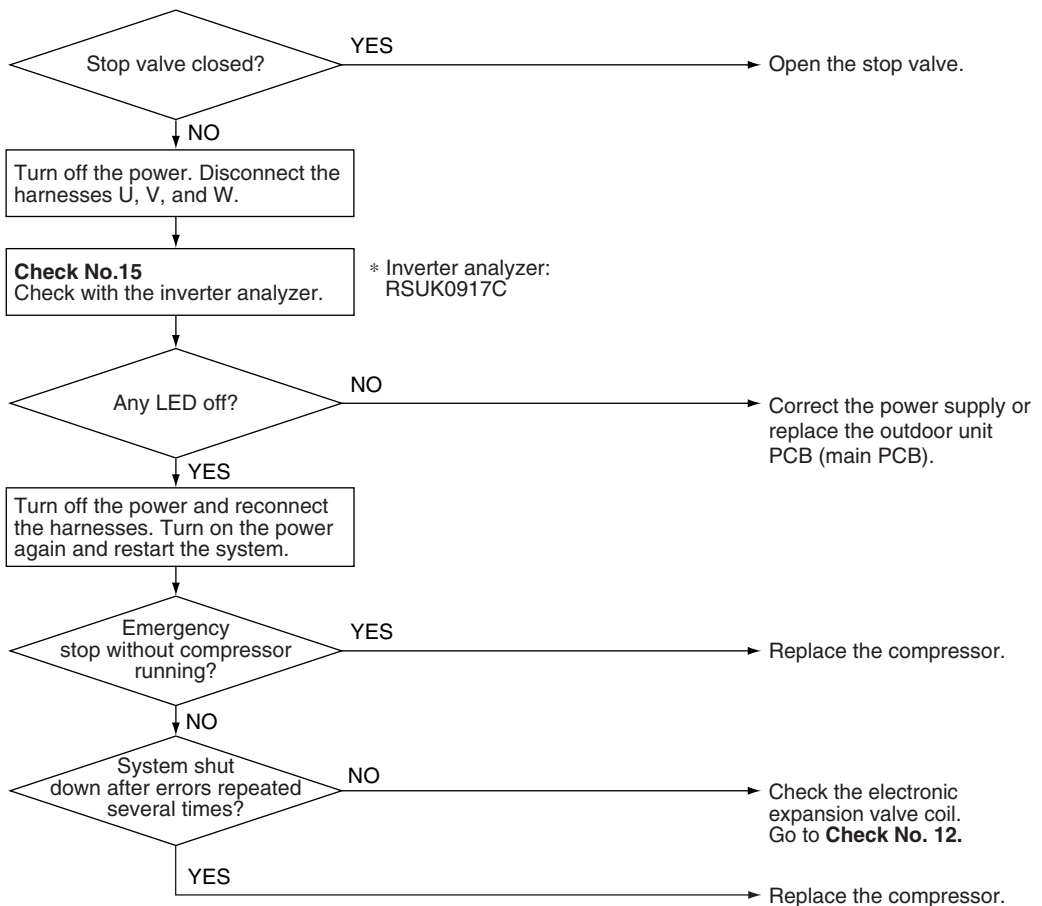 YES
Stop valve closed?
Open the stop valve.
NO
Turn off the power. Disconnect the
harnesses U, V, and W.
Check No.15
Check with the inverter analyzer.
* Inverter analyzer:
RSUK0917C
NO
Any LED off?
Correct the power supply or
replace the outdoor unit
PCB (main PCB).
YES
Turn off the power and reconnect
the harnesses. Turn on the power
again and restart the system.
Emergency
stop without compressor
running?
YES
Replace the compressor.
NO
System shut
down after errors repeated
several times?
NO
Check the electronic
expansion valve coil.
Go to Check No. 12.
YES
Replace the compressor.